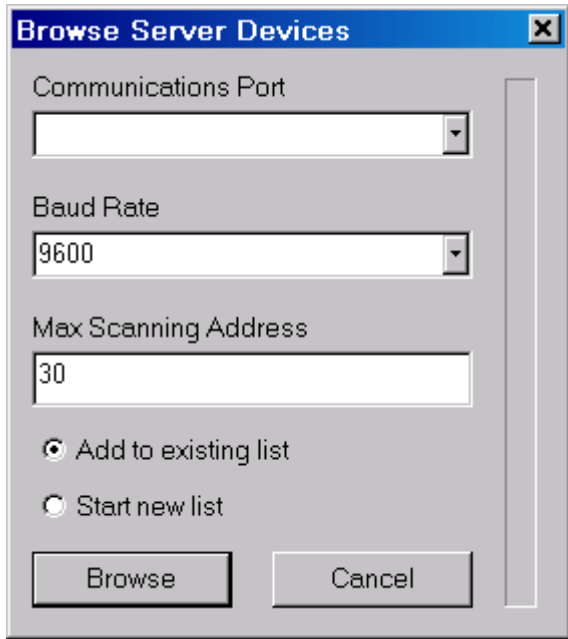 Browse Server Devices
Communications Port
Baud Rate
9600
Max Scanning Address
30
Add to existing list
Start new list
Browse Cancel